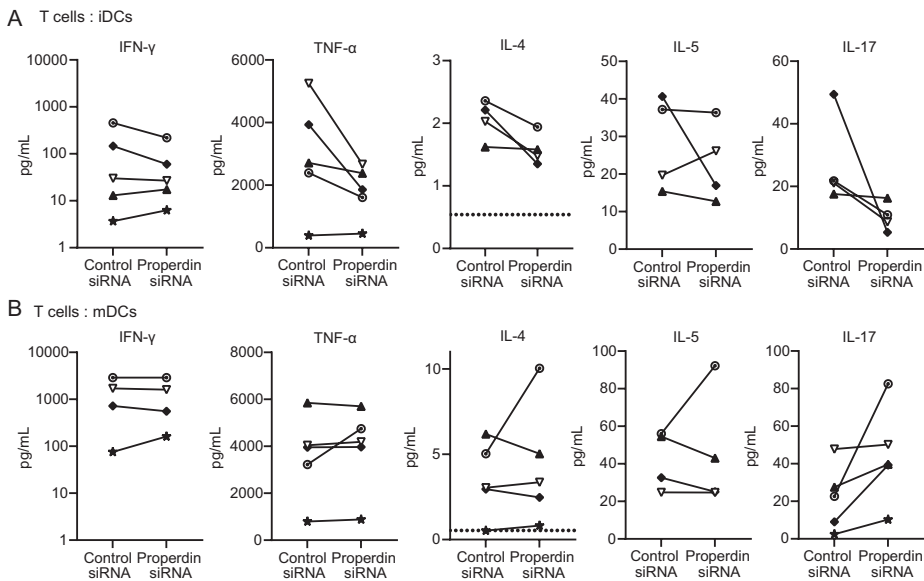 A T cells : iDCs
IFN-γ
TNF-α
IL-4
IL-5
IL-17
10000
1000
100
10
1
pg/mL
Control siRNA
Properdin siRNA
6000
4000
2000
0
pg/mL
Control siRNA
Properdin siRNA
3
2
1
0
pg/mL
Control siRNA
Properdin siRNA
50
40
30
20
10
0
pg/mL
Control siRNA
Properdin siRNA
60
40
20
0
pg/mL
Control siRNA
Properdin siRNA
B T cells : mDCs
IFN-γ
TNF-α
IL-4
IL-5
IL-17
10000
1000
100
10
1
pg/mL
Control siRNA
Properdin siRNA
8000
6000
4000
2000
0
pg/mL
Control siRNA
Properdin siRNA
10
5
0
pg/mL
Control siRNA
Properdin siRNA
100
80
60
40
20
0
pg/mL
Control siRNA
Properdin siRNA
100
80
60
40
20
0
pg/mL
Control siRNA
Properdin siRNA